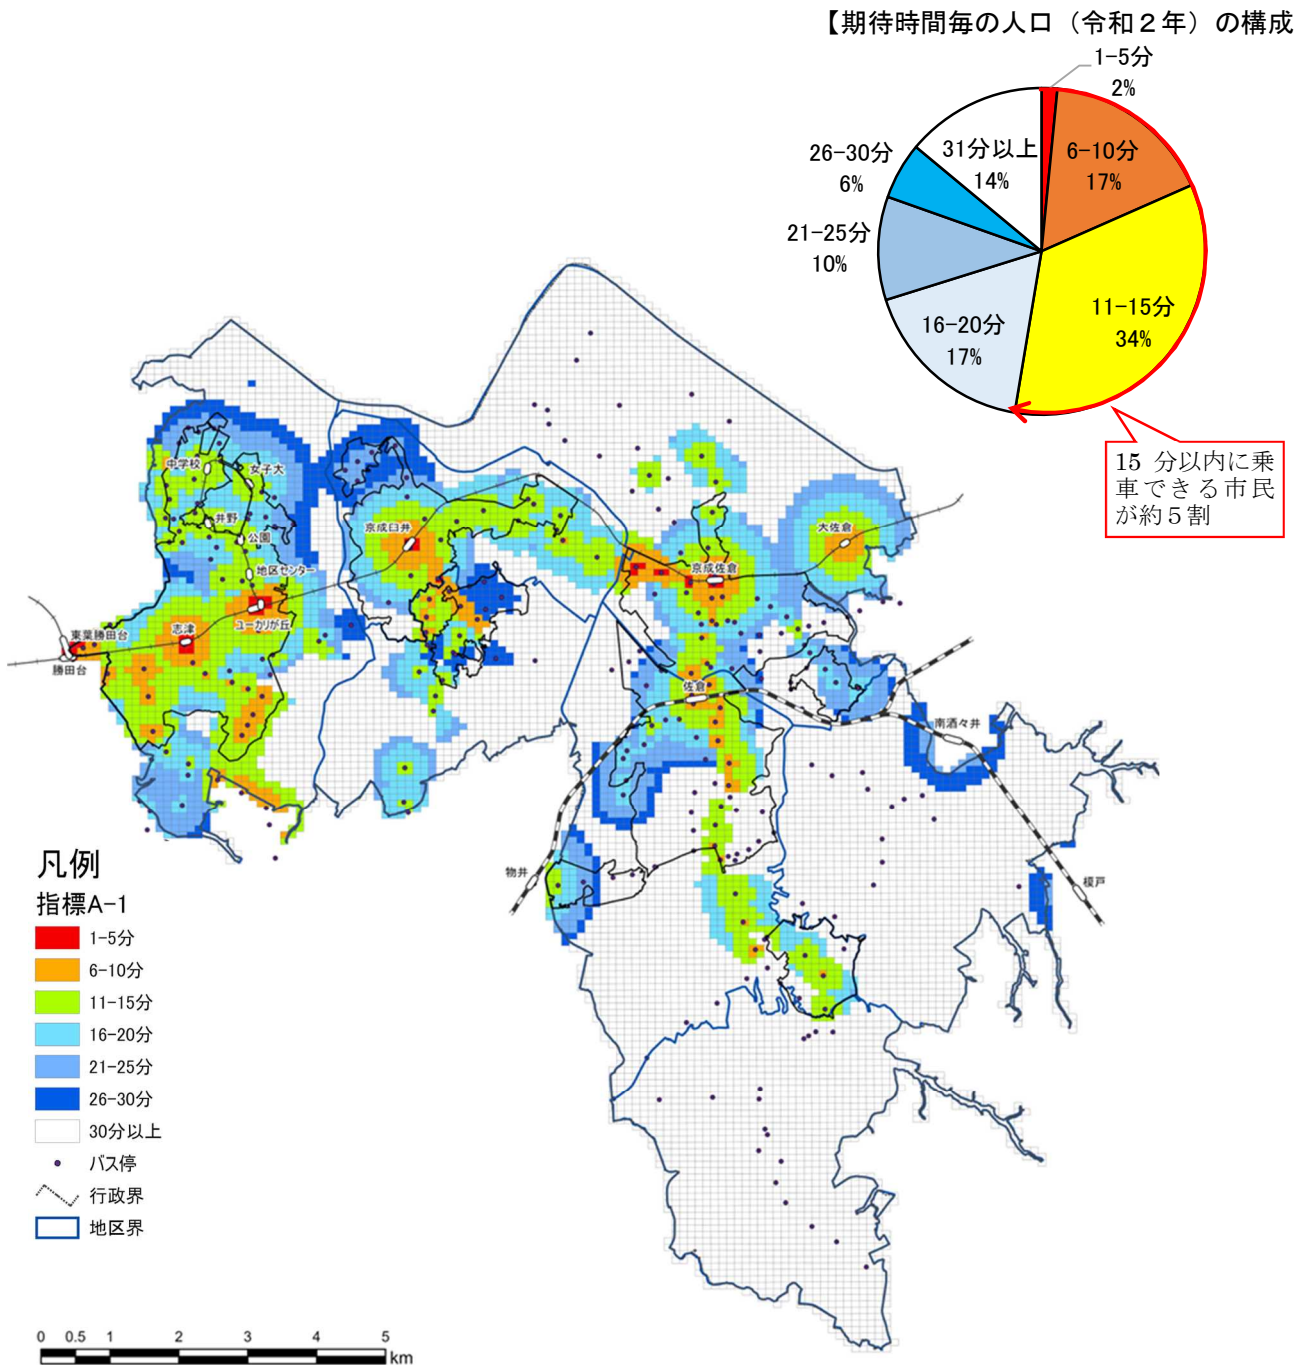 【期待時間毎の人口（令和２年）の構成
1-5分
2%
6-10分
17%
11-15分
34%
16-20分
17%
21-25分
10%
26-30分
6%
31分以上
14%
15 分以内に乗
車できる市民
が約５割
中学校
女子大
井野
公園
地区センター
ユーカリが丘
志津
東葉勝田台
勝田台
京成臼井
京成佐倉
大佐倉
佐倉
南酒々井
物井
榎戸
凡例
指標A-1
1-5分
6-10分
11-15分
16-20分
21-25分
26-30分
30分以上
バス停
行政界
地区界
0 0.5 1 2 3 4 5
km